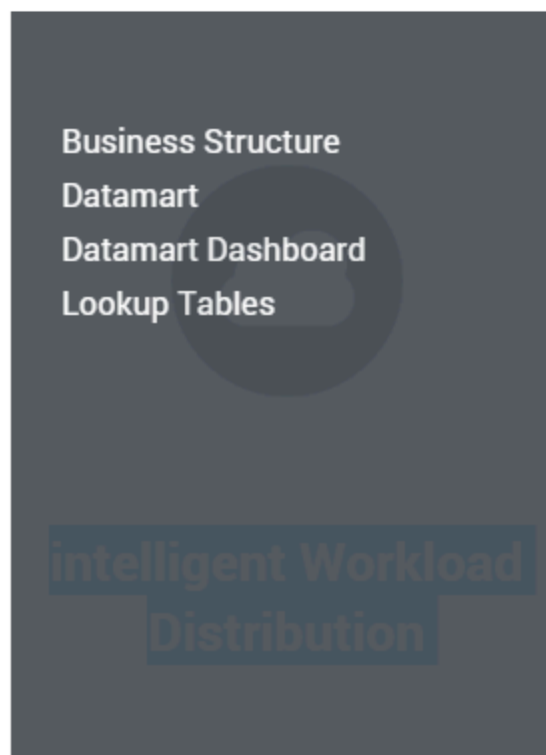 Business Structure
Datamart
Datamart Dashboard
Lookup Tables
intelligent Workload
Distribution